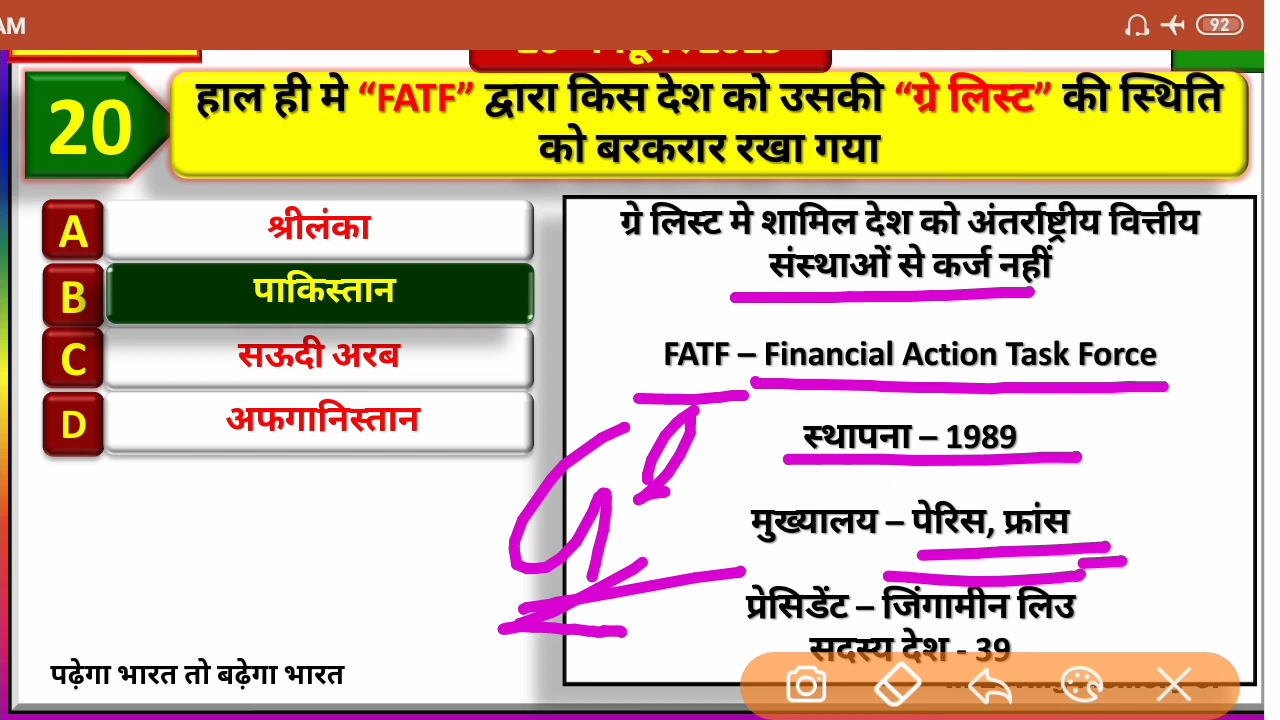 AM
92
20
हाल ही मे “FATF” द्वारा किस देश को उसकी “ग्रे लिस्ट” की स्थिति
को बरकरार रखा गया
A
श्रीलंका
B
पाकिस्तान
C
सऊदी अरब
D
अफगानिस्तान
ग्रे लिस्ट मे शामिल देश को अंतर्राष्ट्रीय वित्तीय
संस्थाओं से कर्ज नहीं
FATF – Financial Action Task Force
स्थापना – 1989
मुख्यालय – पेरिस, फ्रांस
प्रेसिडेंट – जिंगामीन लिउ
सदस्य देश - 39
पढ़ेगा भारत तो बढ़ेगा भारत